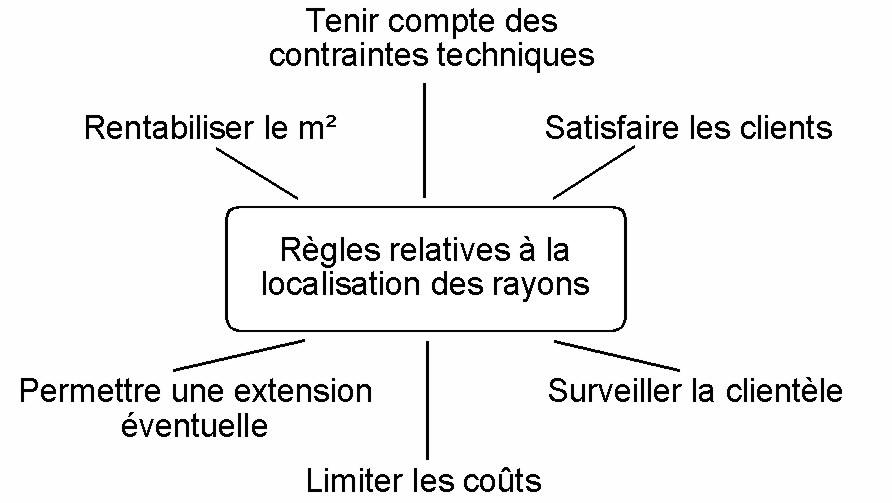 Tenir compte des
contraintes techniques
Rentabiliser le m²
Satisfaire les clients
Règles relatives à la
localisation des rayons
Permettre une extension
éventuelle
Surveiller la clientèle
Limiter les coûts